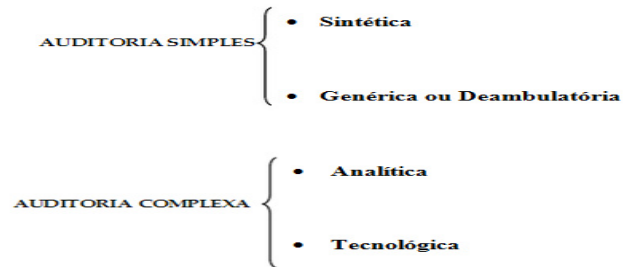 • Sintética
AUDITORIA SIMPLES
• Genérica ou Deambulatória
• Analítica
AUDITORIA COMPLEXA
• Tecnológica